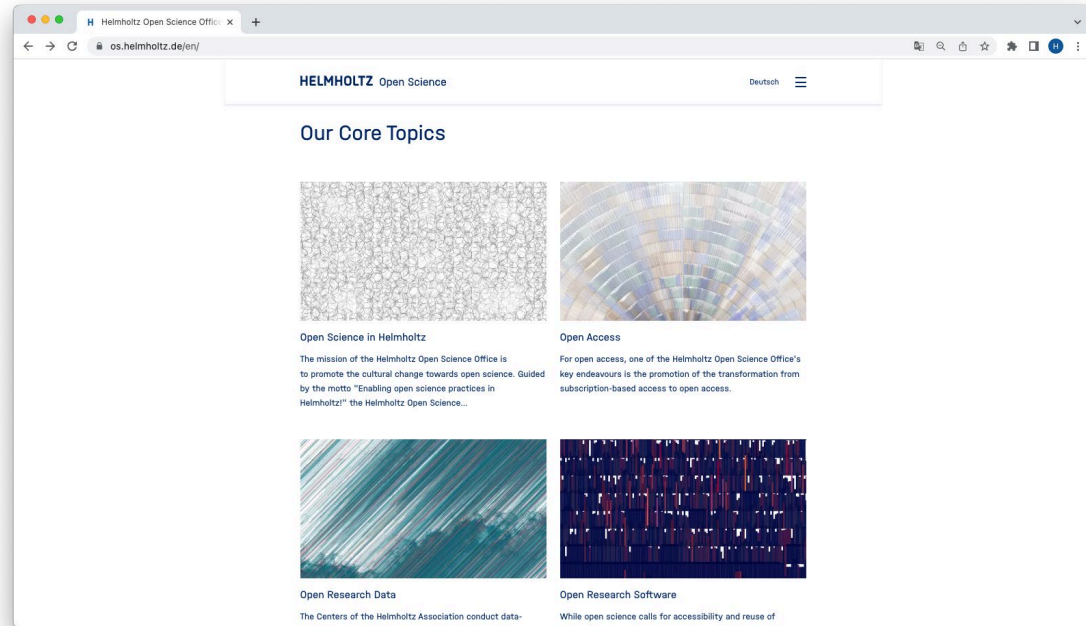 H Helmholtz Open Science Office
os.helmholtz.de/en/
H
HELMHOLTZ Open Science
Deutsch
Our Core Topics
Open Science in Helmholtz
The mission of the Helmholtz Open Science Office is
to promote the cultural change towards open science. Guided
by the motto "Enabling open science practices in
Helmholtz!" the Helmholtz Open Science...
Open Access
For open access, one of the Helmholtz Open Science Office's
key endeavours is the promotion of the transformation from
subscription-based access to open access.
Open Research Data
The Centers of the Helmholtz Association conduct data-
Open Research Software
While open science calls for accessibility and reuse of